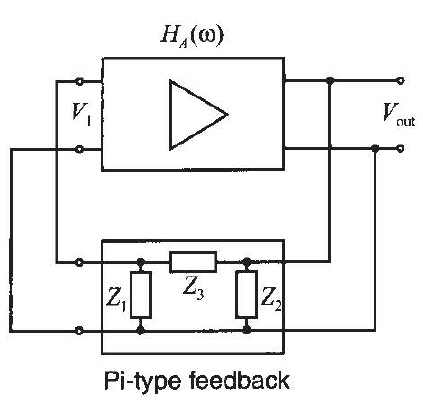 H_A(ω)
V_1 V_out
Z_1 Z_3 Z_2
Pi-type feedback